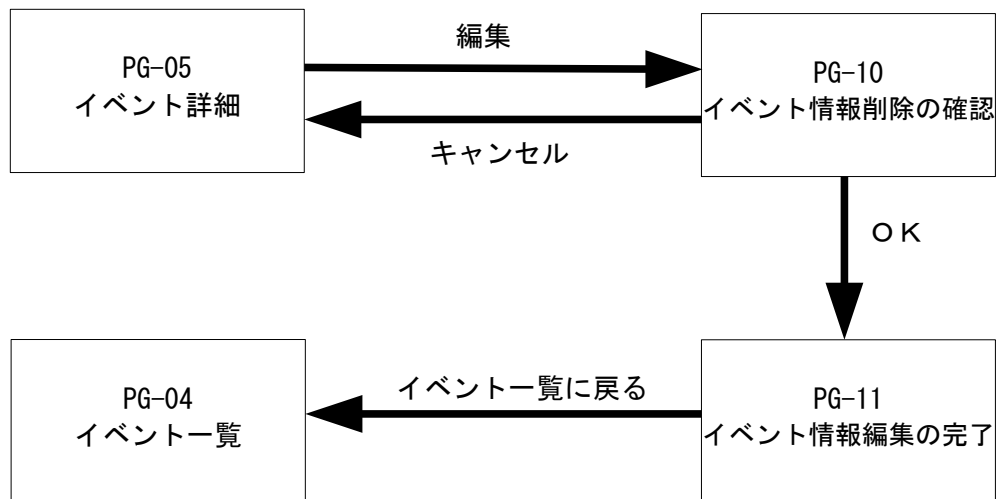 PG-05
イベント詳細
編集
キャンセル
PG-10
イベント情報削除の確認
ＯＫ
PG-04
イベント一覧
イベント一覧に戻る
PG-11
イベント情報編集の完了